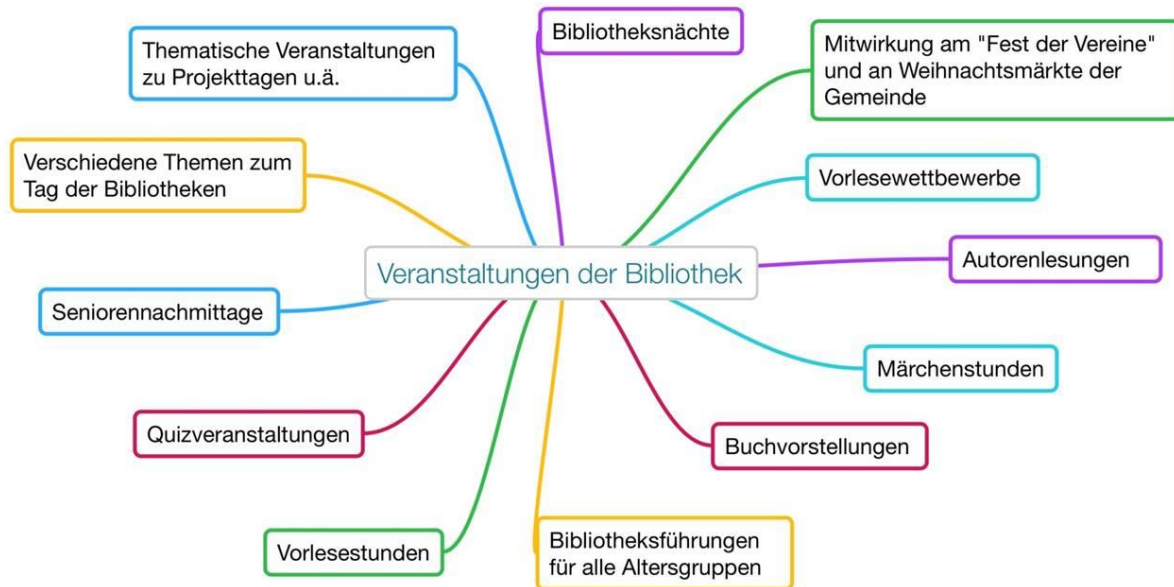 Bibliotheksnächte
Thematische Veranstaltungen
zu Projekttagen u.ä.
Mitwirkung am "Fest der Vereine"
und an Weihnachtsmärkte der
Gemeinde
Verschiedene Themen zum
Tag der Bibliotheken
Vorlesewettbewerbe
Veranstaltungen der Bibliothek
Autorenlesungen
Seniorennachmittage
Märchenstunden
Quizveranstaltungen
Buchvorstellungen
Vorlesestunden
Bibliotheksführungen
für alle Altersgruppen